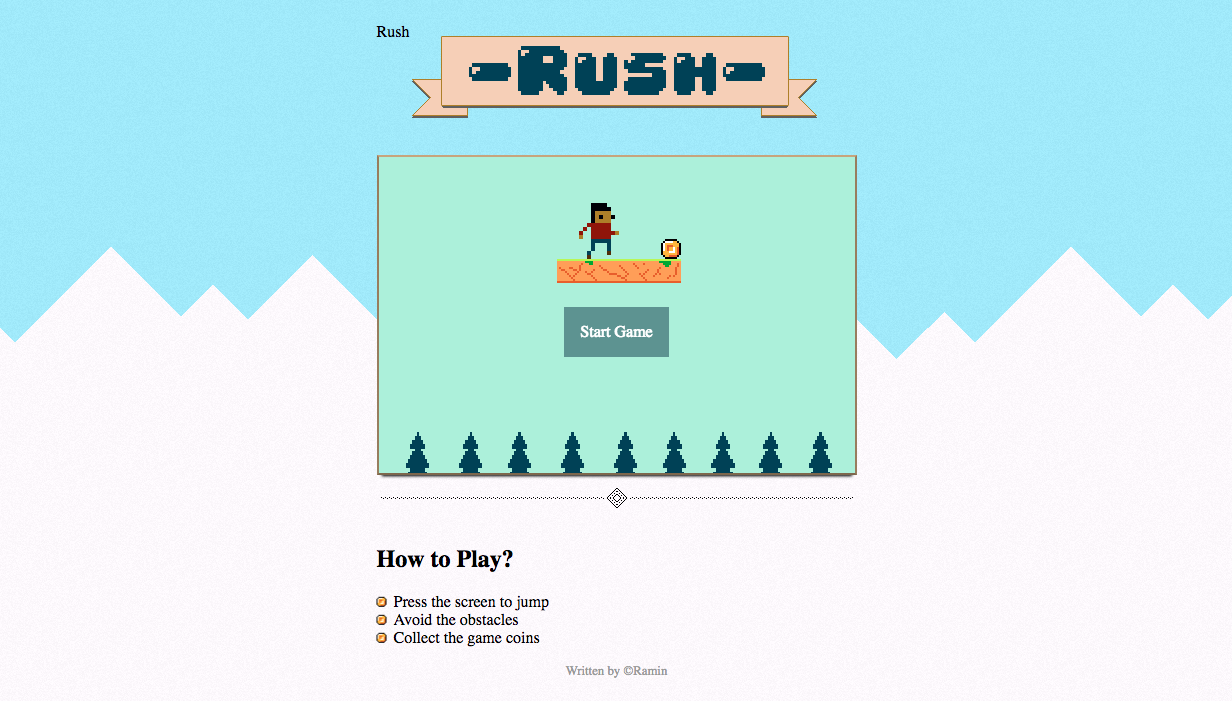 Rush
-RUSH-
Start Game
How to Play?
Press the screen to jump
Avoid the obstacles
Collect the game coins
Written by ©Ramin